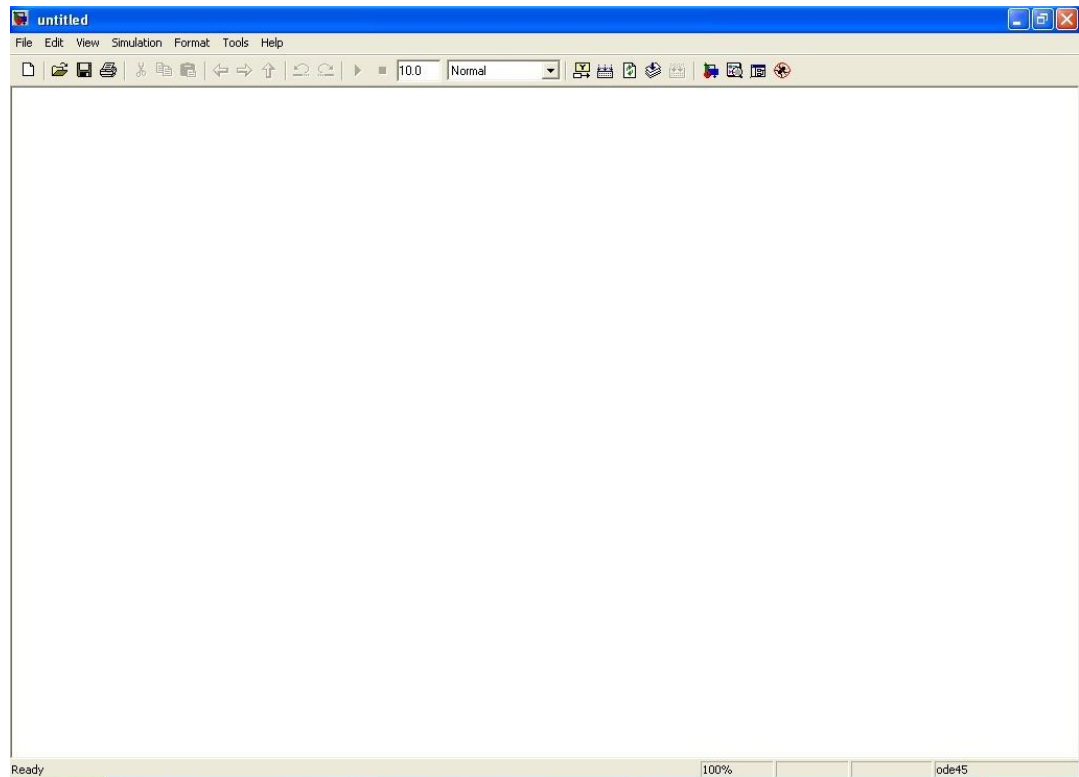 untitled
File Edit View Simulation Format Tools Help
10.0 Normal
Ready 100% ode45